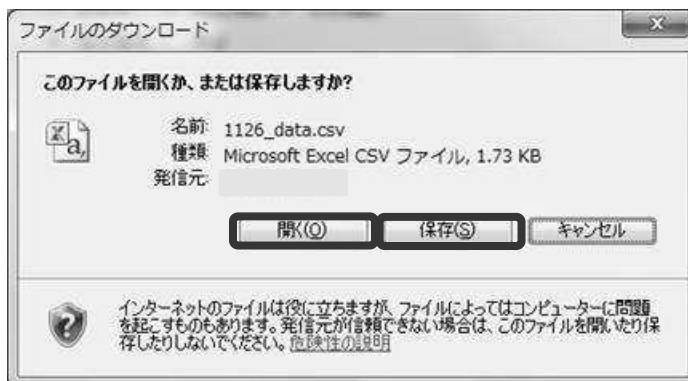 ファイルのダウンロード
このファイルを開くか、または保存しますか?
名前: 1126_data.csv
種類: Microsoft Excel CSV ファイル, 1.73 KB
発信元:
開く(O) 保存(S) キャンセル
インターネットのファイルは役に立ちますが、ファイルによってはコンピューターに問題
を起こすものもあります。発信元が信頼できない場合は、このファイルを開いたり保
存したりしないでください。危険性の説明